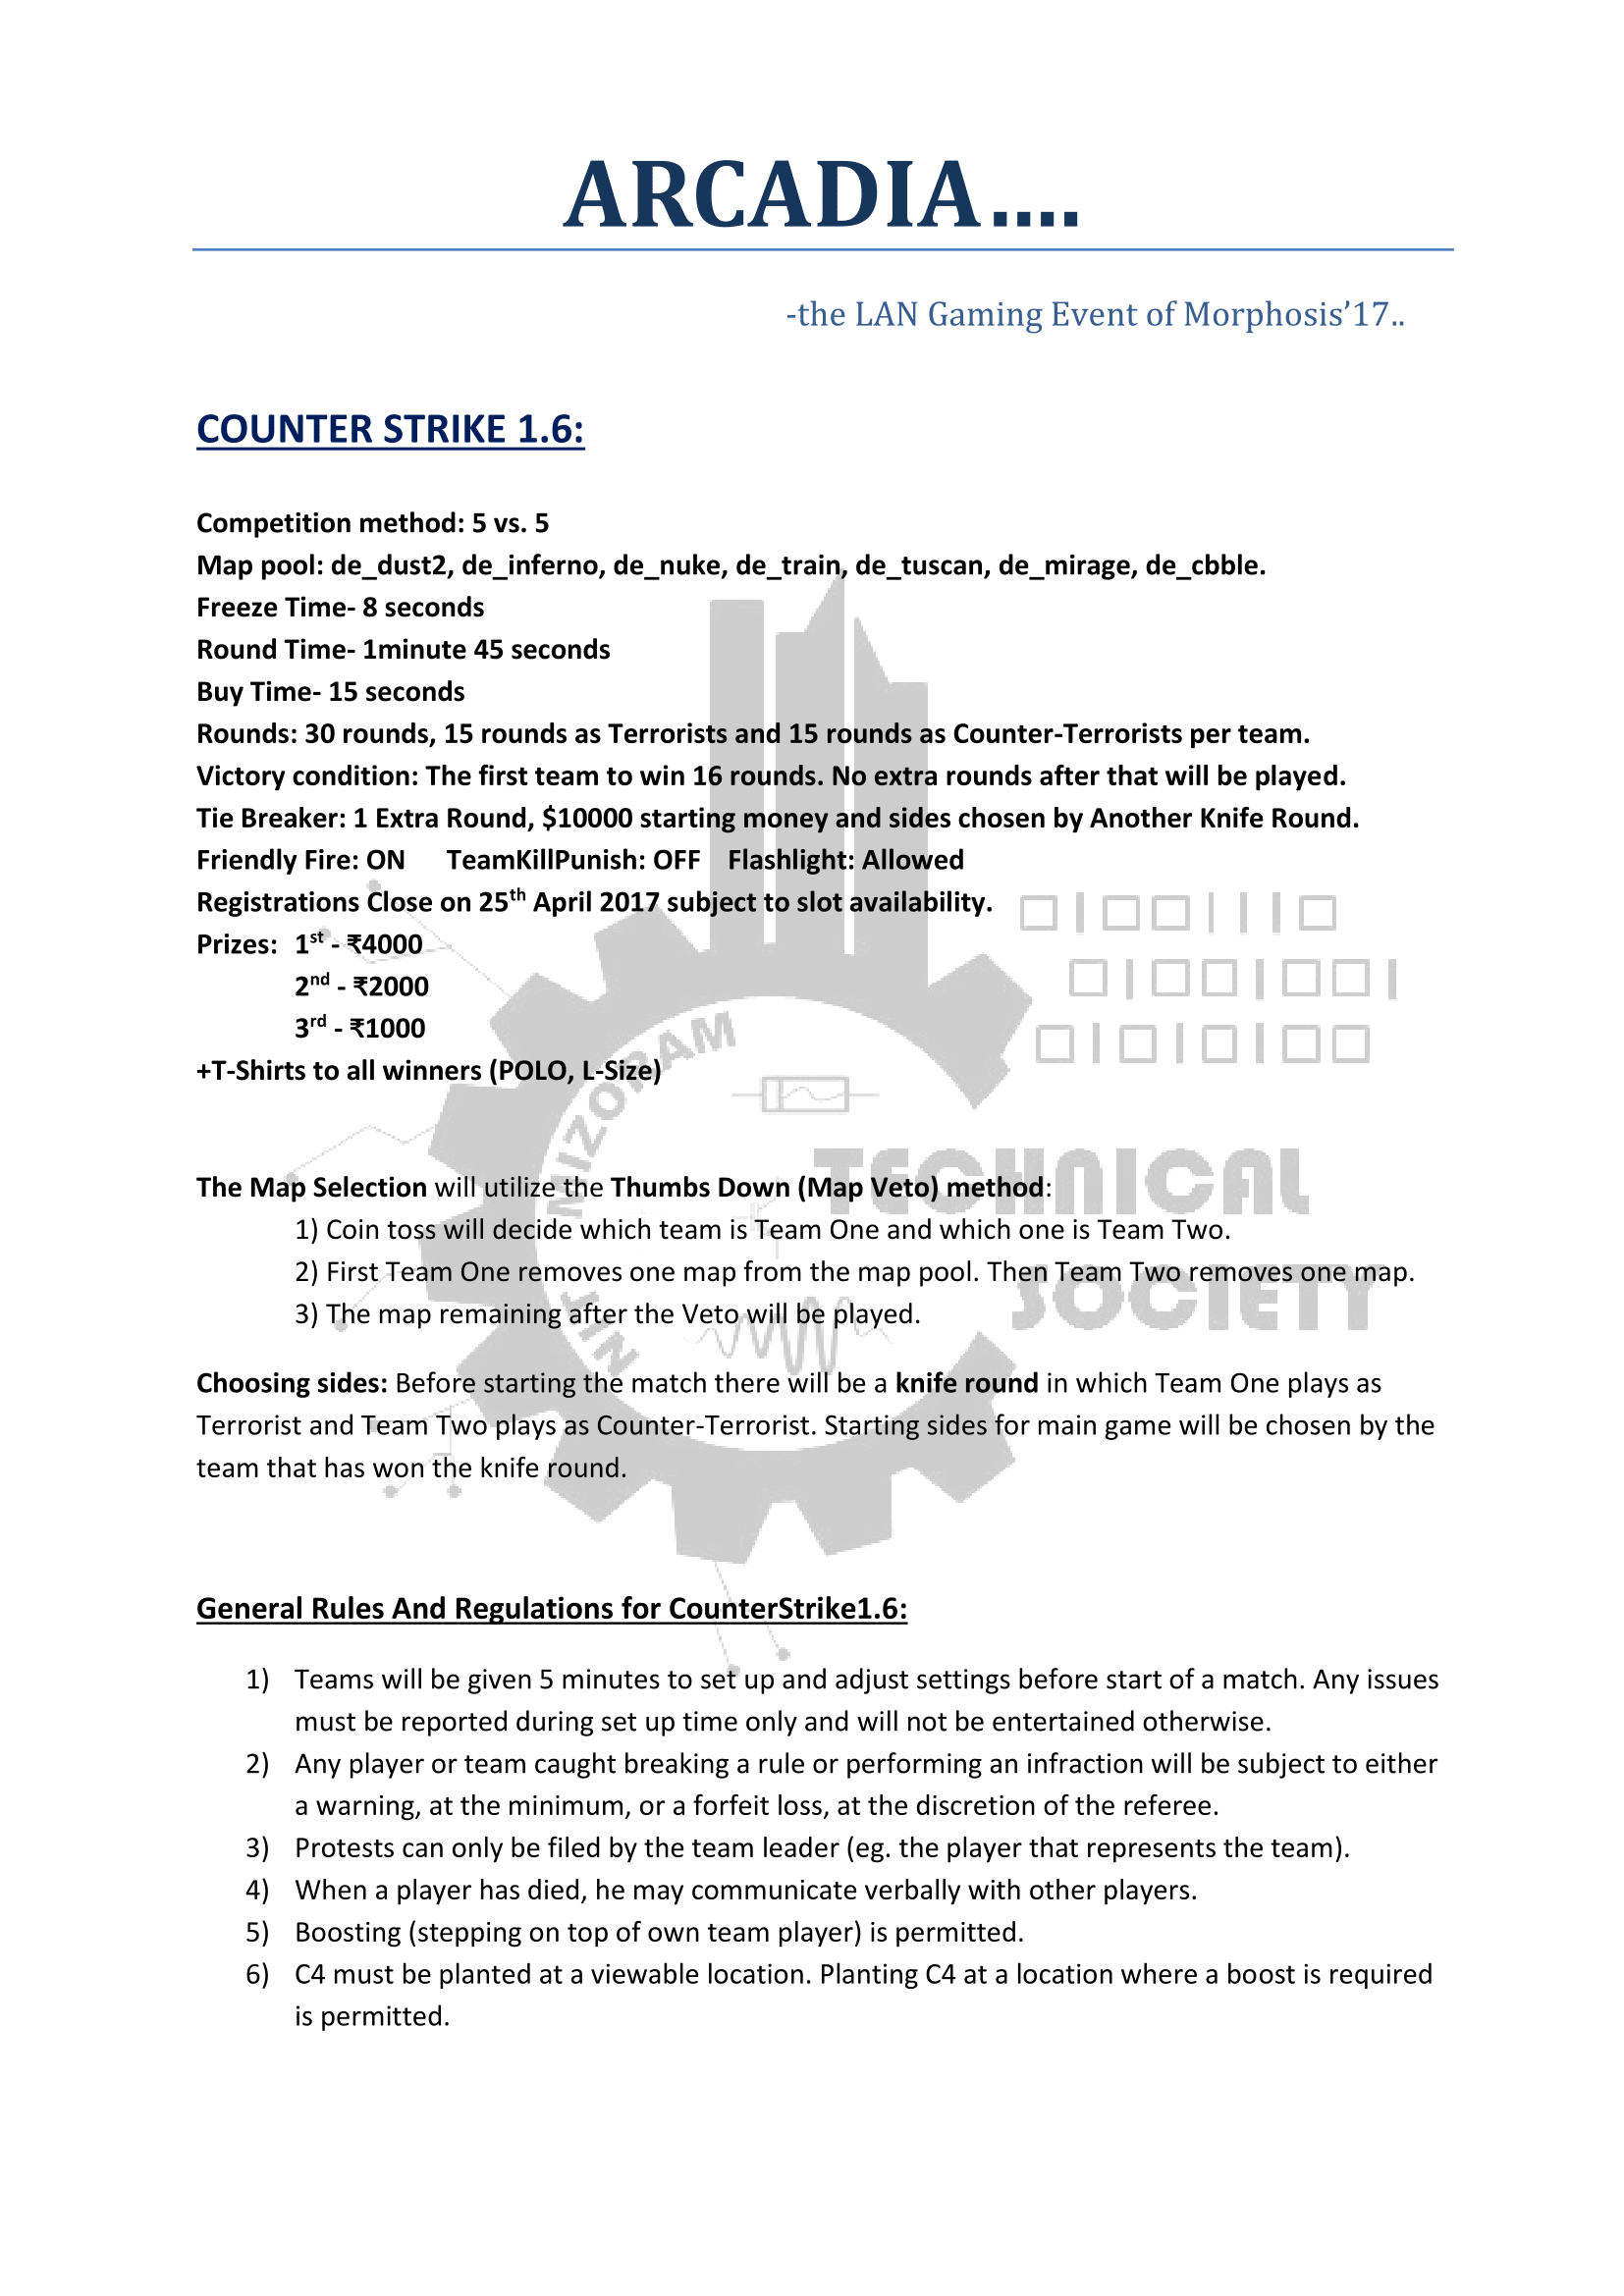 ARCADIA....
-the LAN Gaming Event of Morphosis’17..
COUNTER STRIKE 1.6:
Competition method: 5 vs. 5
Map pool: de_dust2, de_inferno, de_nuke, de_train, de_tuscan, de_mirage, de_cbble.
Freeze Time- 8 seconds
Round Time- 1minute 45 seconds
Buy Time- 15 seconds
Rounds: 30 rounds, 15 rounds as Terrorists and 15 rounds as Counter-Terrorists per team.
Victory condition: The first team to win 16 rounds. No extra rounds after that will be played.
Tie Breaker: 1 Extra Round, $10000 starting money and sides chosen by Another Knife Round.
Friendly Fire: ON TeamKillPunish: OFF Flashlight: Allowed
Registrations Close on 25th April 2017 subject to slot availability.
Prizes: 1st - ₹4000
2nd - ₹2000
3rd - ₹1000
+T-Shirts to all winners (POLO, L-Size)
The Map Selection will utilize the Thumbs Down (Map Veto) method:
1) Coin toss will decide which team is Team One and which one is Team Two.
2) First Team One removes one map from the map pool. Then Team Two removes one map.
3) The map remaining after the Veto will be played.
Choosing sides: Before starting the match there will be a knife round in which Team One plays as
Terrorist and Team Two plays as Counter-Terrorist. Starting sides for main game will be chosen by the
team that has won the knife round.
General Rules And Regulations for CounterStrike1.6:
1) Teams will be given 5 minutes to set up and adjust settings before start of a match. Any issues
must be reported during set up time only and will not be entertained otherwise.
2) Any player or team caught breaking a rule or performing an infraction will be subject to either
a warning, at the minimum, or a forfeit loss, at the discretion of the referee.
3) Protests can only be filed by the team leader (eg. the player that represents the team).
4) When a player has died, he may communicate verbally with other players.
5) Boosting (stepping on top of own team player) is permitted.
6) C4 must be planted at a viewable location. Planting C4 at a location where a boost is required
is permitted.
NIT MIZORAM
TECHNICAL
SOCIETY